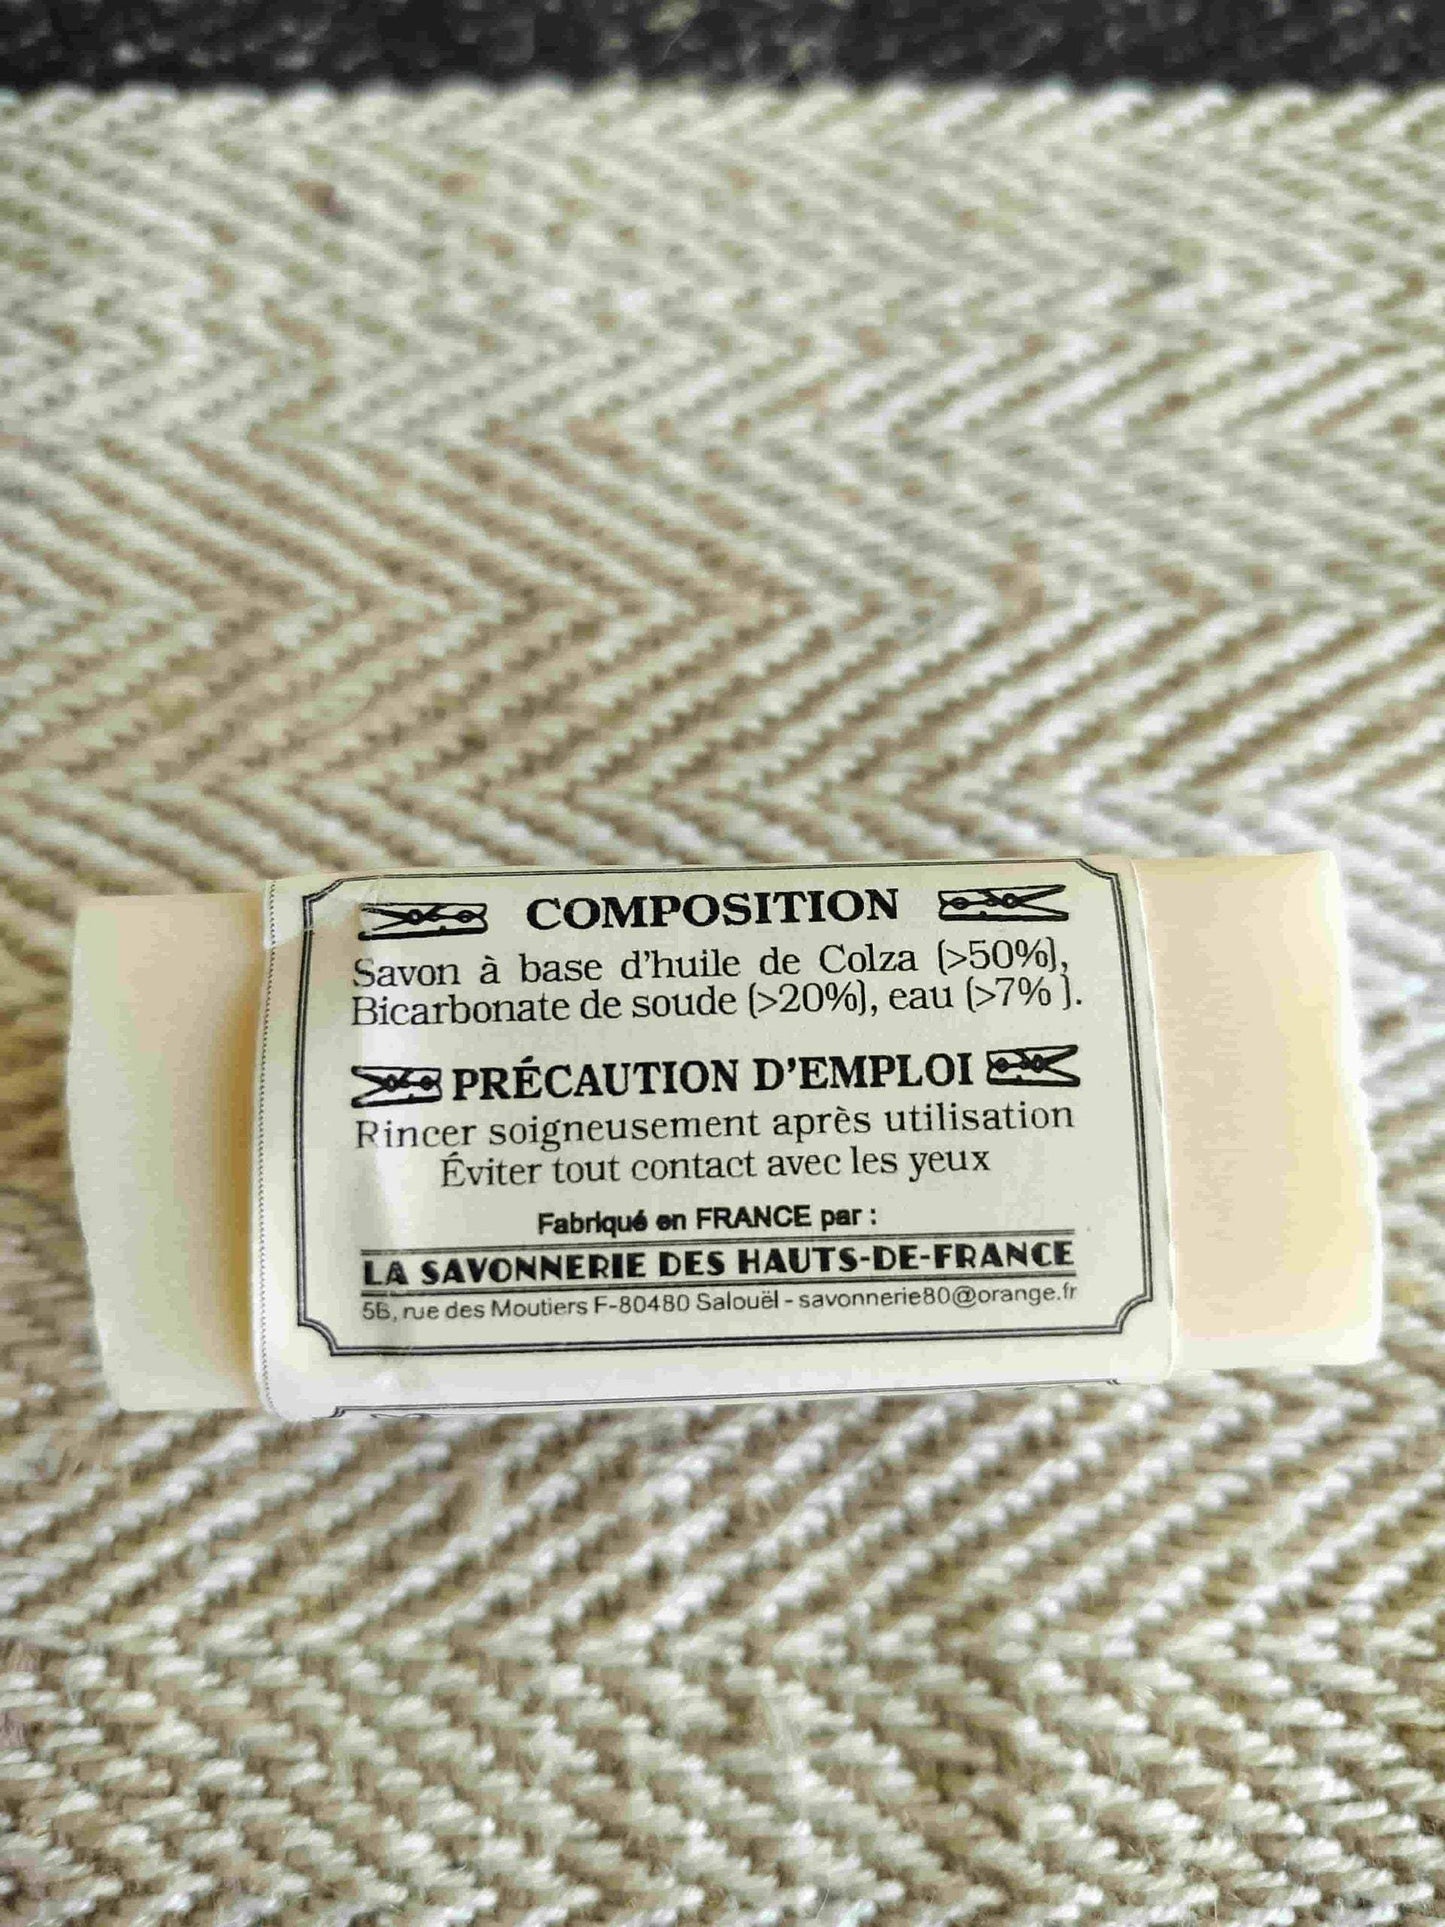 COMPOSITION
Savon à base d'huile de Colza (>50%),
Bicarbonate de soude (>20%), eau (>7% ).
PRÉCAUTION D'EMPLOI
Rincer soigneusement après utilisation
Éviter tout contact avec les yeux
Fabriqué en FRANCE par :
LA SAVONNERIE DES HAUTS-DE-FRANCE
5B, rue des Moutiers F-80480 Salouël - savonnerie80@orange.fr